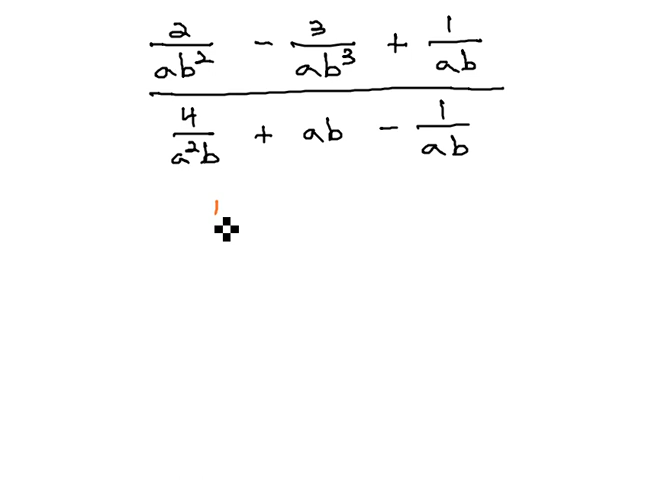 2/(ab²) - 3/(ab³) + 1/(ab)
4/(a²b) + ab - 1/(ab)